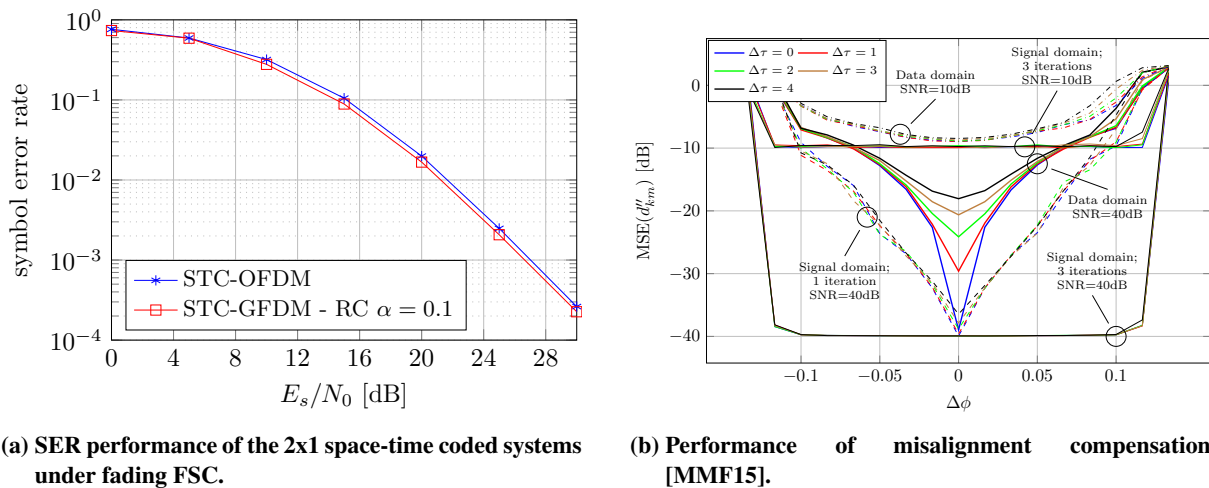 10^0
10^{-1}
10^{-2}
10^{-3}
10^{-4}
symbol error rate
STC-OFDM
STC-GFDM - RC α = 0.1
0 4 8 12 16 20 24 28
E_s/N_0 [dB]
(a) SER performance of the 2x1 space-time coded systems
under fading FSC.
Δτ = 0 Δτ = 1
Δτ = 2 Δτ = 3
Δτ = 4
Data domain
SNR=10dB
Signal domain;
3 iterations
SNR=10dB
0
−10
−20
−30
−40
MSE(d''_{km}) [dB]
Data domain
SNR=40dB
Signal domain;
1 iteration
SNR=40dB
Signal domain;
3 iterations
SNR=40dB
−0.1 −0.05 0 0.05 0.1
Δϕ
(b) Performance of misalignment compensation
[MMF15].